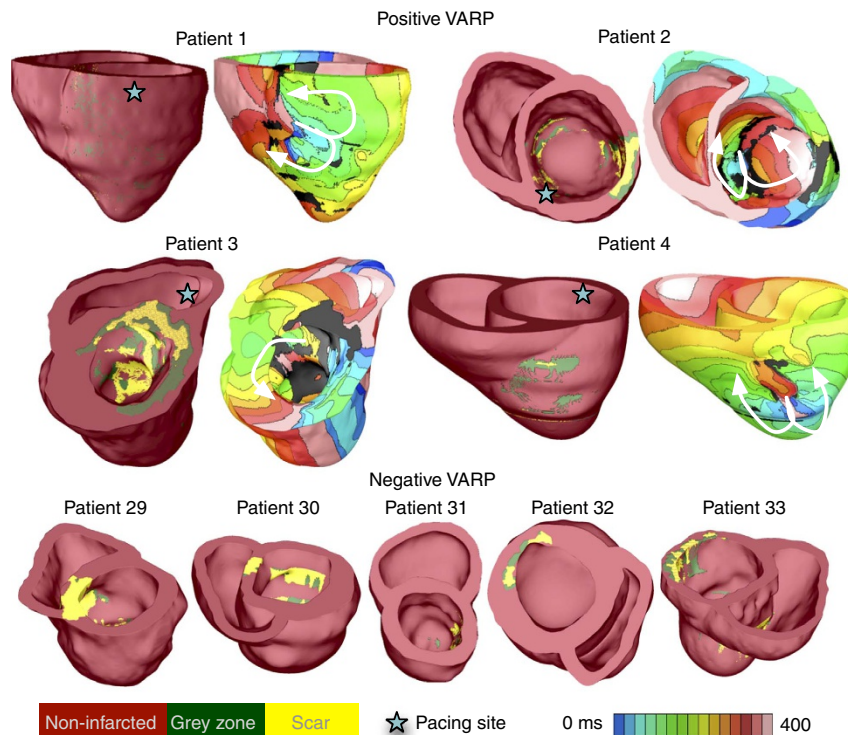 Positive VARP
Patient 1
Patient 2
Patient 3
Patient 4
Negative VARP
Patient 29
Patient 30
Patient 31
Patient 32
Patient 33
Non-infarcted
Grey zone
Scar
Pacing site
0 ms
400